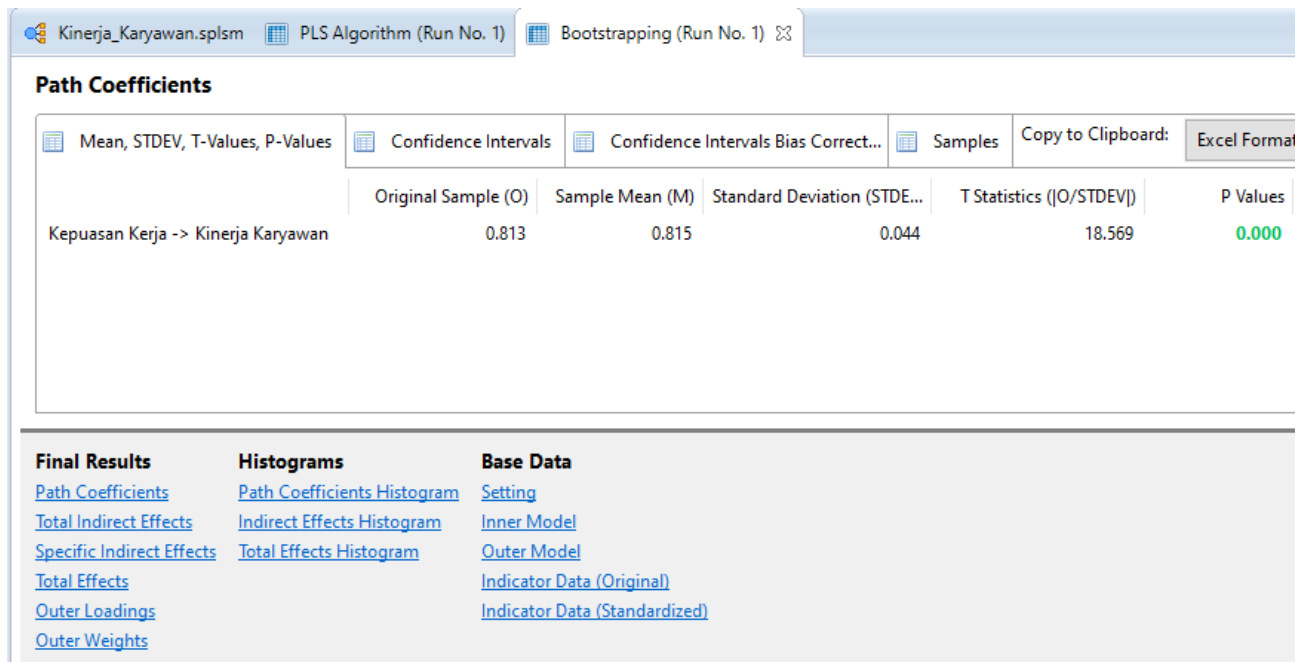 Kinerja_Karyawan.splsm PLS Algorithm (Run No. 1) Bootstrapping (Run No. 1)
Path Coefficients
Mean, STDEV, T-Values, P-Values Confidence Intervals Confidence Intervals Bias Correct... Samples Copy to Clipboard: Excel Format
Original Sample (O) Sample Mean (M) Standard Deviation (STDE... T Statistics (|O/STDEV|) P Values
Kepuasan Kerja -> Kinerja Karyawan 0.813 0.815 0.044 18.569 0.000
Final Results Histograms Base Data
Path Coefficients Path Coefficients Histogram Setting
Total Indirect Effects Indirect Effects Histogram Inner Model
Specific Indirect Effects Total Effects Histogram Outer Model
Total Effects Indicator Data (Original)
Outer Loadings Indicator Data (Standardized)
Outer Weights